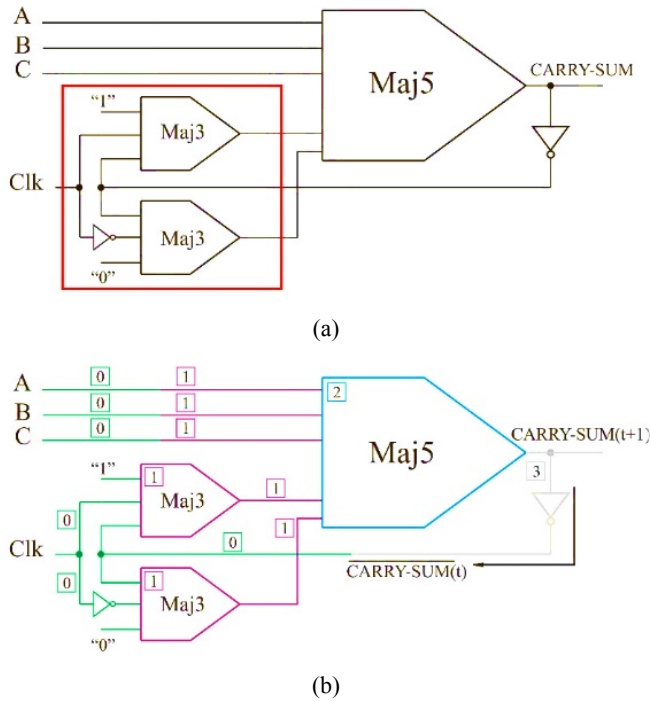 A
B
C
Maj5
CARRY-SUM
"1"
Maj3
Clk
Maj3
"0"
(a)
A 0 1
B 0 1
C 0 1
2
Maj5
CARRY-SUM(t+1)
3
"1"
1
Maj3
1
0
1
Clk
0
CARRY-SUM(t)
0
1
Maj3
"0"
(b)